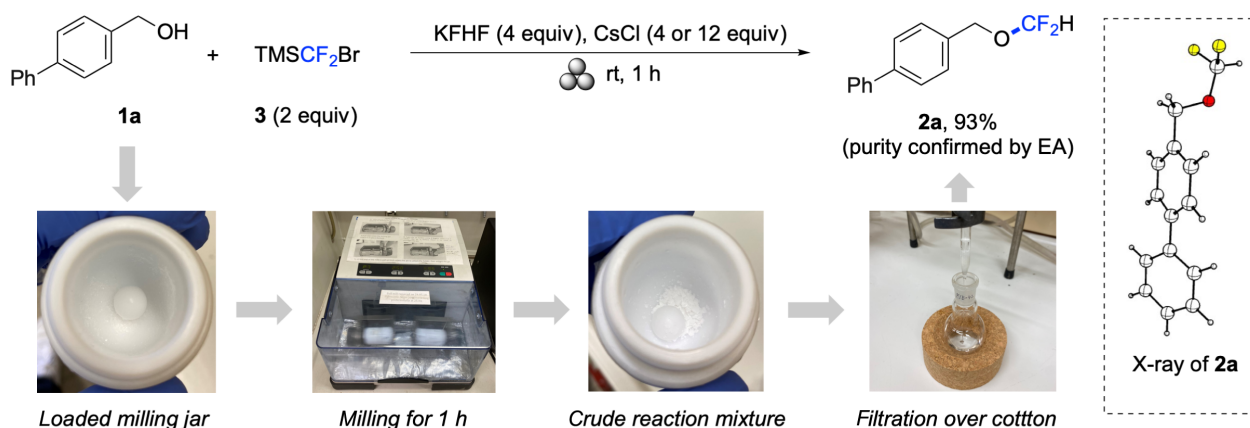 KFHF (4 equiv), CsCl (4 or 12 equiv)
rt, 1 h
OH
Ph
+
TMSCF₂Br
1a
3 (2 equiv)
O
CF₂H
Ph
2a, 93%
(purity confirmed by EA)
X-ray of 2a
Loaded milling jar
Milling for 1 h
Crude reaction mixture
Filtration over cottton